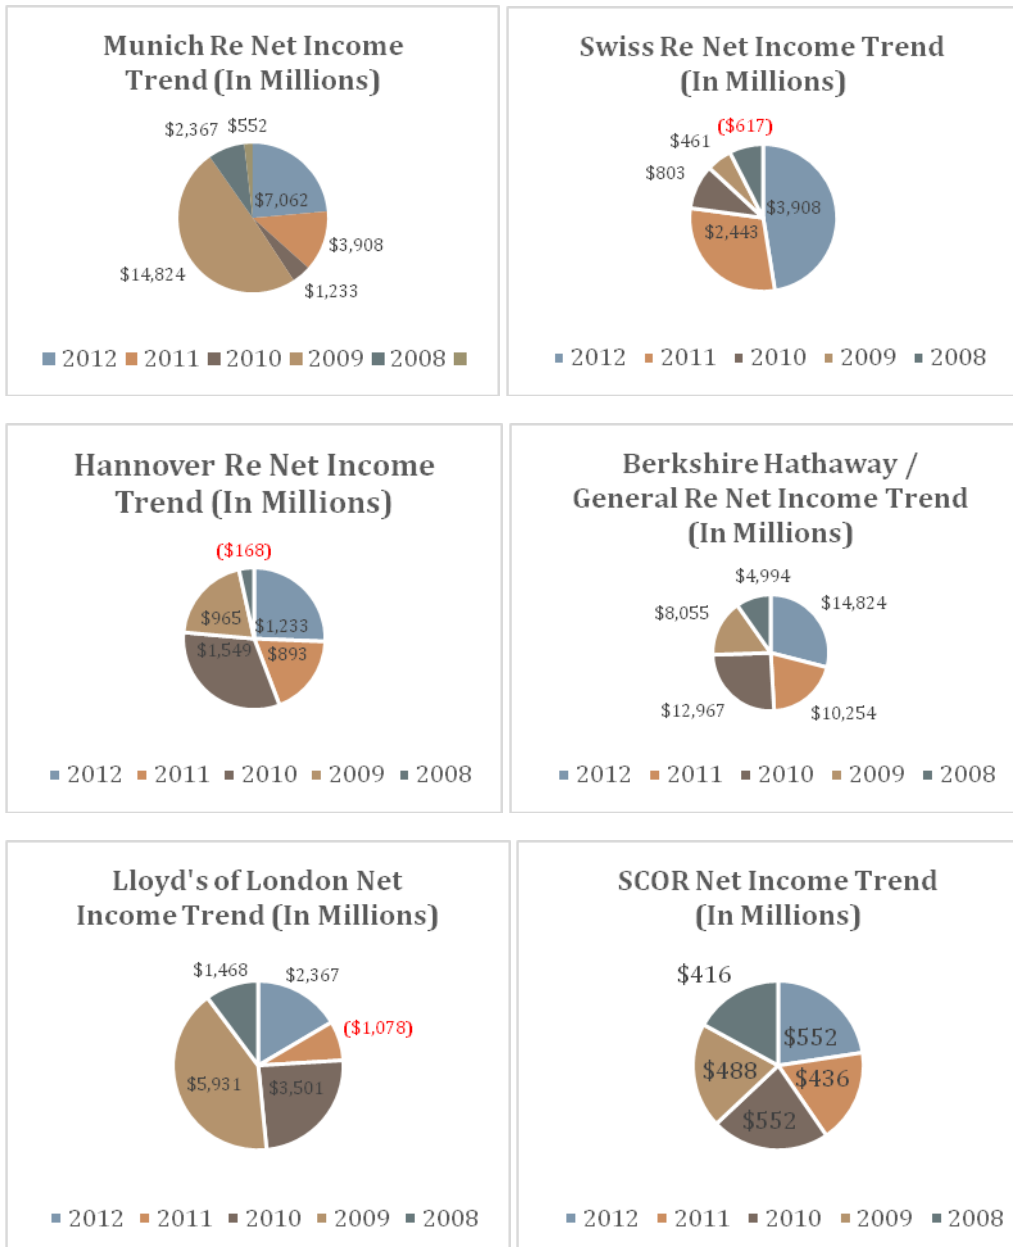 Munich Re Net Income
Trend (In Millions)
$2,367 $552
$7,062
$3,908
$14,824
$1,233
2012 2011 2010 2009 2008
Swiss Re Net Income Trend
(In Millions)
($617)
$461
$803
$3,908
$2,443
2012 2011 2010 2009 2008
Hannover Re Net Income
Trend (In Millions)
($168)
$965
$1,233
$1,549 $893
2012 2011 2010 2009 2008
Berkshire Hathaway /
General Re Net Income Trend
(In Millions)
$4,994
$14,824
$8,055
$12,967
$10,254
2012 2011 2010 2009 2008
Lloyd's of London Net
Income Trend (In Millions)
$1,468
$2,367
($1,078)
$5,931 $3,501
2012 2011 2010 2009 2008
SCOR Net Income Trend
(In Millions)
$416
$552
$488 $436
$552
2012 2011 2010 2009 2008